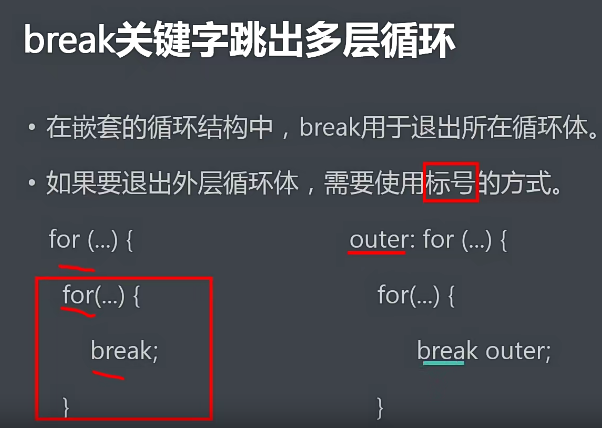 break关键字跳出多层循环
• 在嵌套的循环结构中，break用于退出所在循环体。
• 如果要退出外层循环体，需要使用标号的方式。
for (...) {
for(...) {
break;
}
outer: for (...) {
for(...) {
break outer;
}